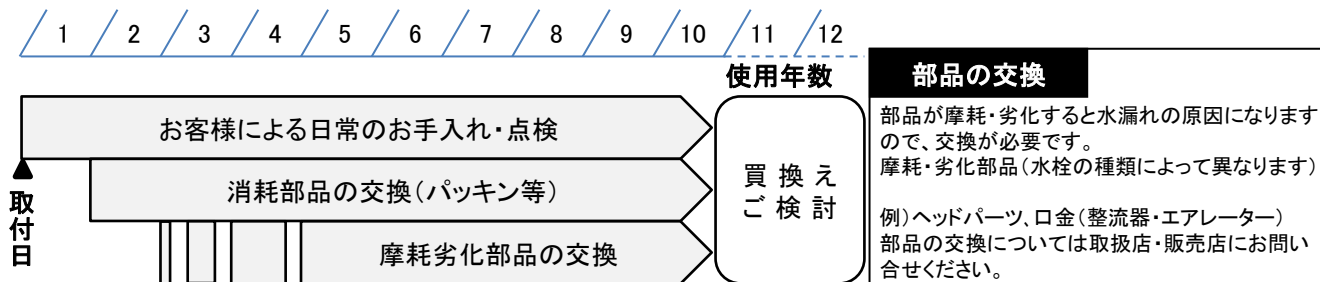 1 2 3 4 5 6 7 8 9 10 11 12
使用年数
お客様による日常のお手入れ・点検
取付日
消耗部品の交換（パッキン等）
摩耗劣化部品の交換
買換え
ご検討
部品の交換
部品が摩耗・劣化すると水漏れの原因になります
ので、交換が必要です。
摩耗・劣化部品（水栓の種類によって異なります）
例）ヘッドパーツ、口金（整流器・エアレーター）
部品の交換については取扱店・販売店にお問い
合せください。